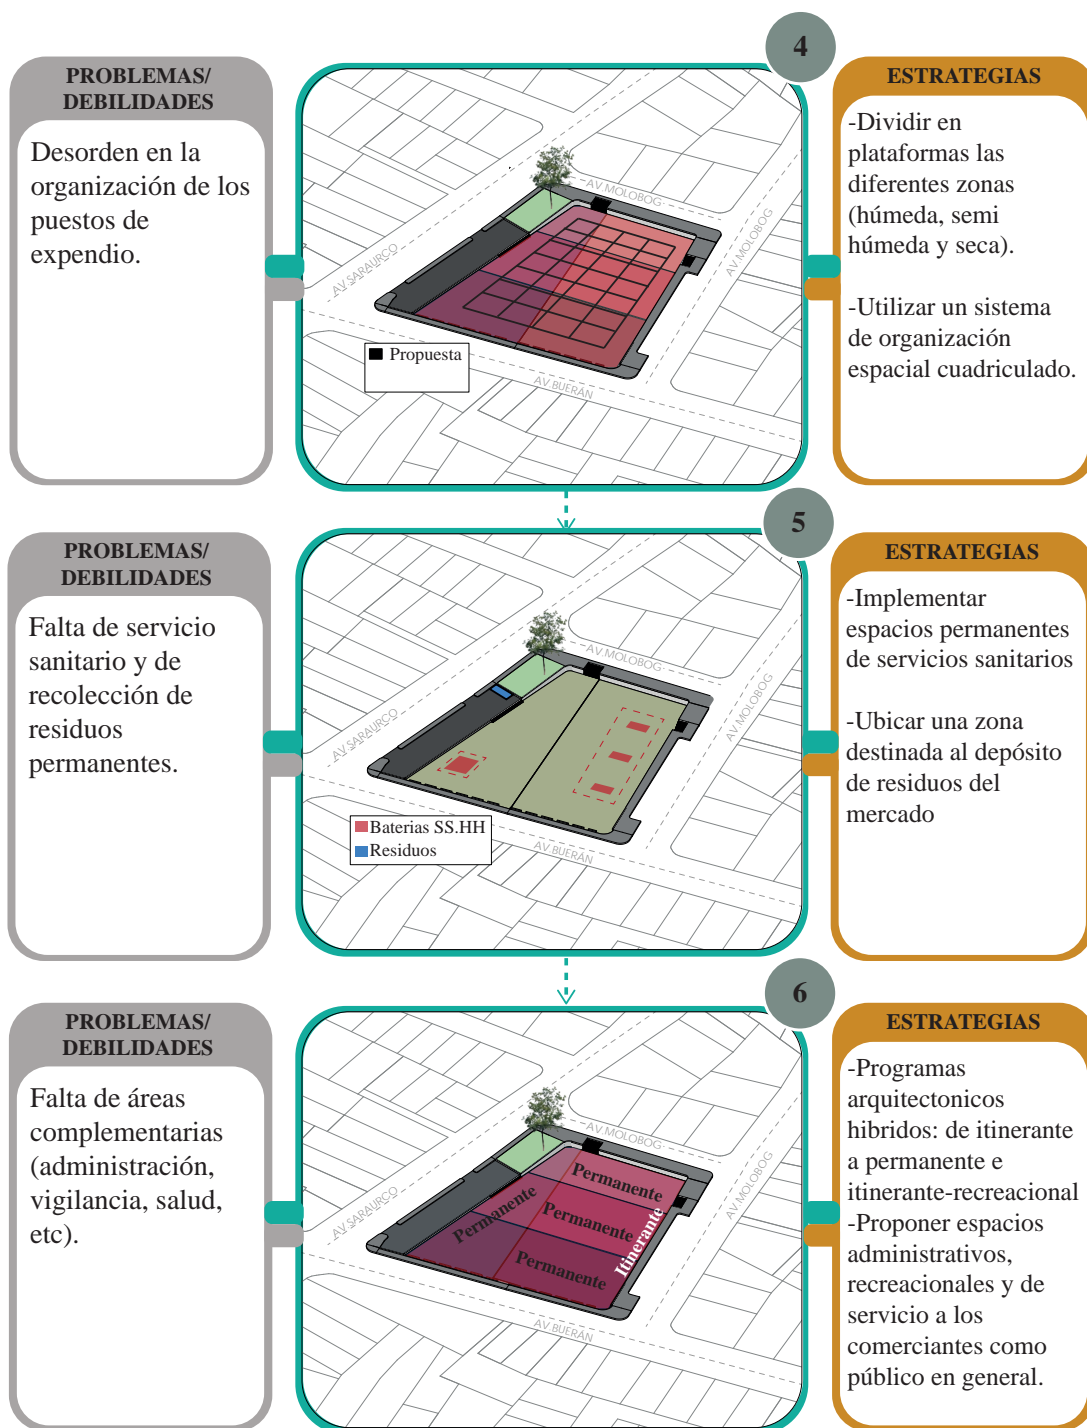 4
PROBLEMAS/
DEBILIDADES
Desorden en la
organización de los
puestos de
expendio.
AV MOLOBOG
AV MOLOBOG
AV SARAURCO
AV BUERÁN
Propuesta
ESTRATEGIAS
-Dividir en
plataformas las
diferentes zonas
(húmeda, semi
húmeda y seca).
-Utilizar un sistema
de organización
espacial cuadriculado.
5
PROBLEMAS/
DEBILIDADES
Falta de servicio
sanitario y de
recolección de
residuos
permanentes.
AV MOLOBOG
AV MOLOBOG
AV SARAURCO
AV BUERÁN
Baterias SS.HH
Residuos
ESTRATEGIAS
-Implementar
espacios permanentes
de servicios sanitarios
-Ubicar una zona
destinada al depósito
de residuos del
mercado
6
PROBLEMAS/
DEBILIDADES
Falta de áreas
complementarias
(administración,
vigilancia, salud,
etc).
AV MOLOBOG
AV MOLOBOG
AV SARAURCO
AV BUERÁN
Permanente
Permanente
Permanente
Permanente
Itinerante
ESTRATEGIAS
-Programas
arquitectonicos
hibridos: de itinerante
a permanente e
itinerante-recreacional
-Proponer espacios
administrativos,
recreacionales y de
servicio a los
comerciantes como
público en general.